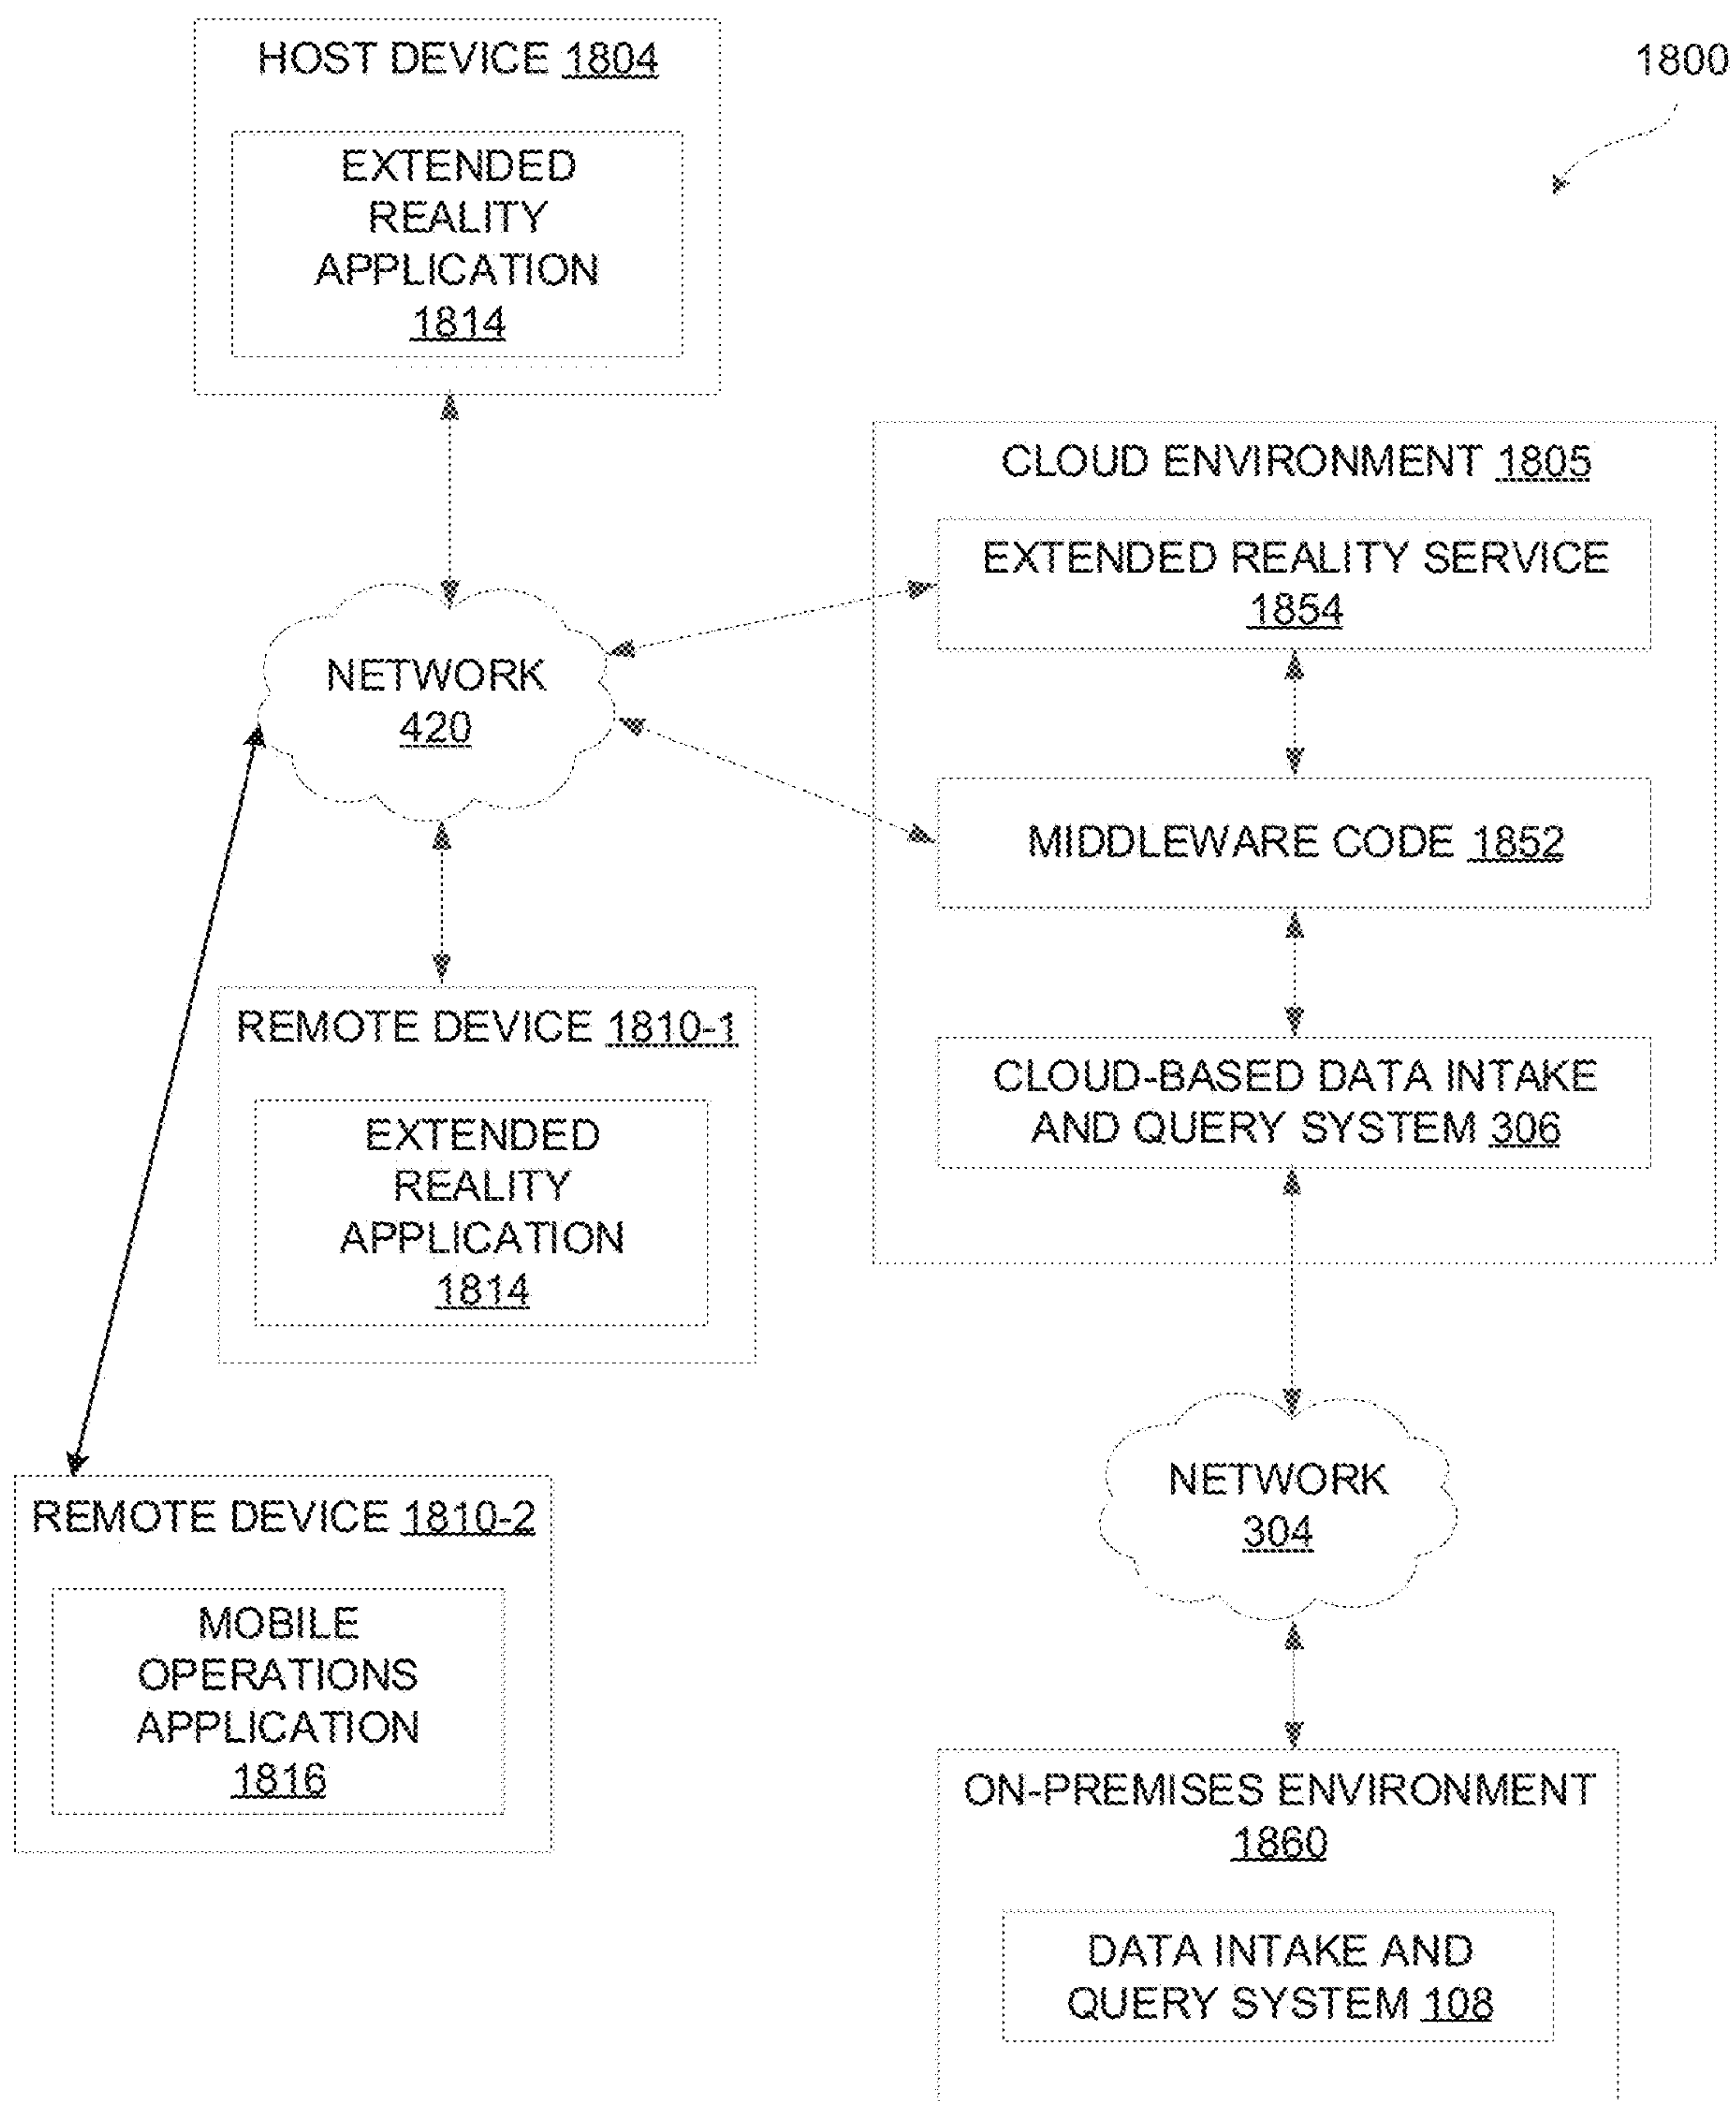 HOST DEVICE 1804
EXTENDED
REALITY
APPLICATION
1814
1800
CLOUD ENVIRONMENT 1805
EXTENDED REALITY SERVICE
1854
NETWORK
420
MIDDLEWARE CODE 1852
REMOTE DEVICE 1810-1
EXTENDED
REALITY
APPLICATION
1814
CLOUD-BASED DATA INTAKE
AND QUERY SYSTEM 306
NETWORK
304
REMOTE DEVICE 1810-2
MOBILE
OPERATIONS
APPLICATION
1816
ON-PREMISES ENVIRONMENT
1860
DATA INTAKE AND
QUERY SYSTEM 108